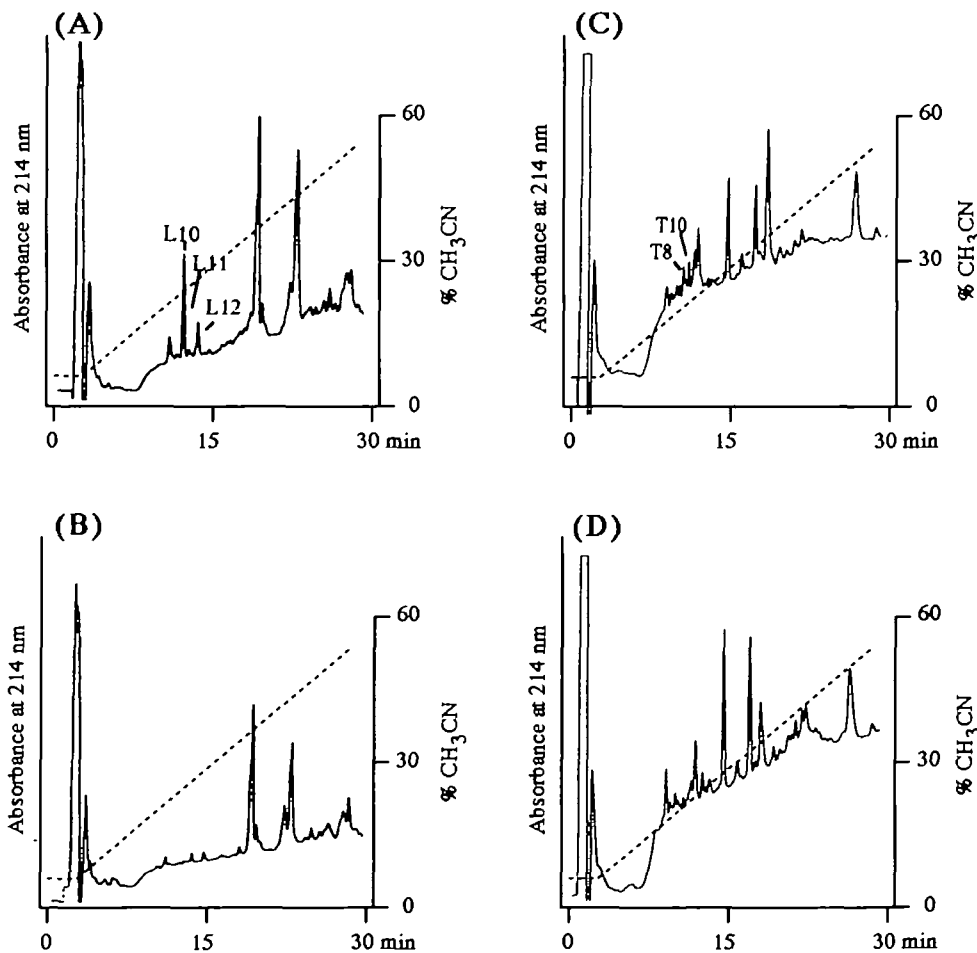 (A)
Absorbance at 214 nm
L10
L11
L12
60
30
0
% CH₃CN
0 15 30 min
(C)
Absorbance at 214 nm
T10
T8
60
30
0
% CH₃CN
0 15 30 min
(B)
Absorbance at 214 nm
60
30
0
% CH₃CN
0 15 30 min
(D)
Absorbance at 214 nm
60
30
0
% CH₃CN
0 15 30 min